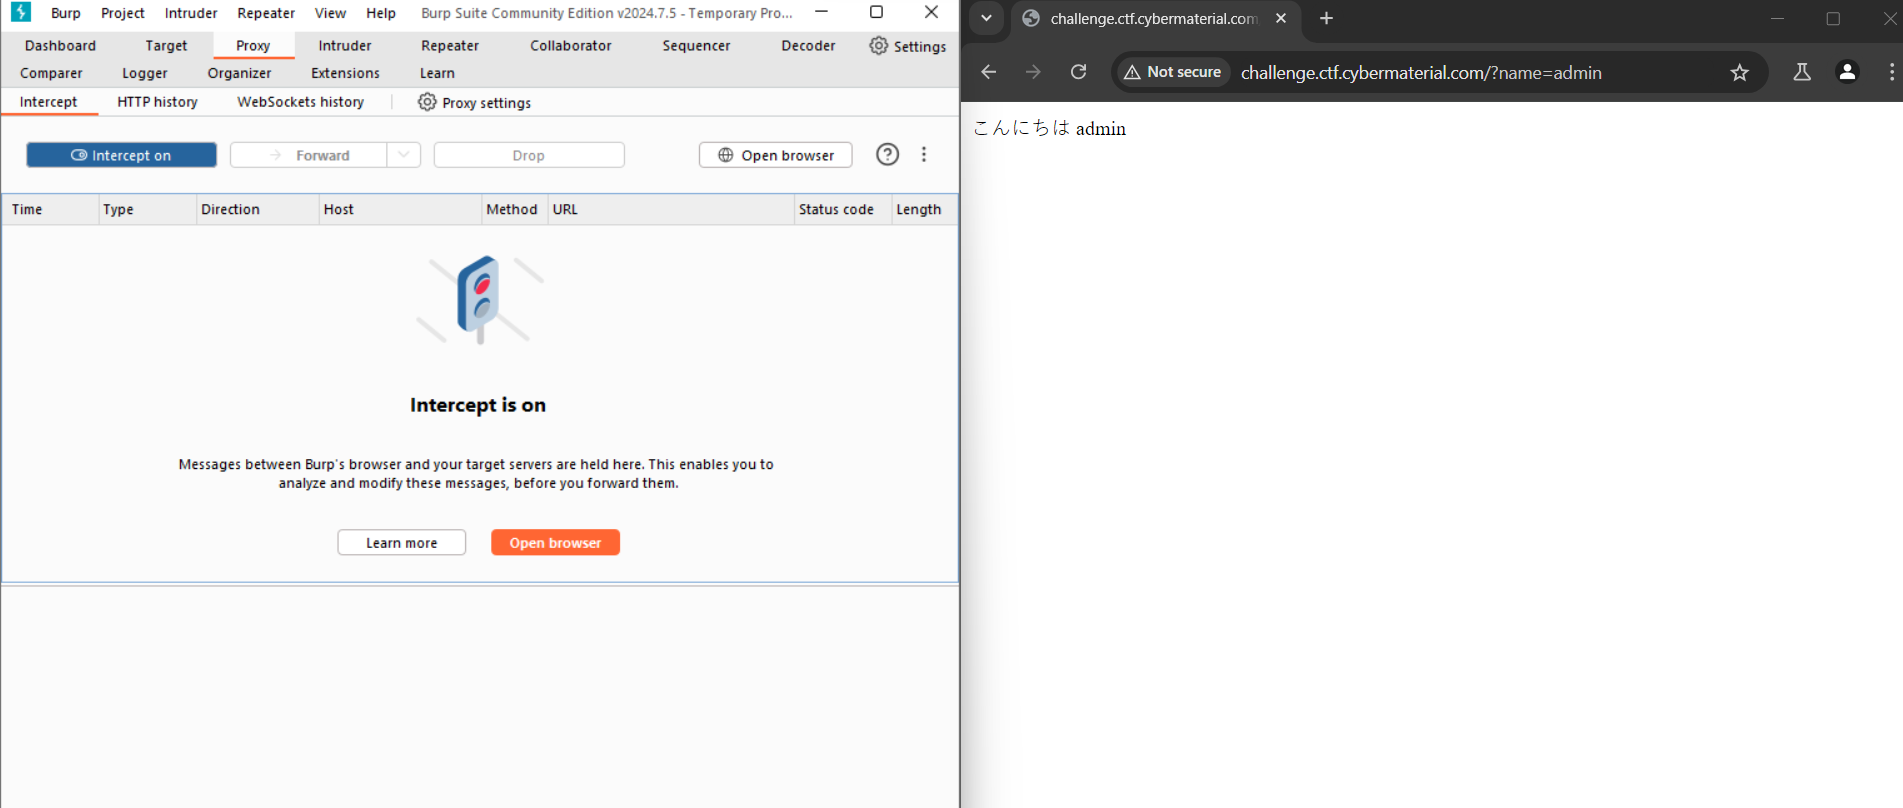 Burp Project Intruder Repeater View Help Burp Suite Community Edition v2024.7.5 - Temporary Pro...
Dashboard Target Proxy Intruder Repeater Collaborator Sequencer Decoder Settings
Comparer Logger Organizer Extensions Learn
Intercept HTTP history WebSockets history Proxy settings
Intercept on Forward Drop Open browser
Time Type Direction Host Method URL Status code Length
Intercept is on
Messages between Burp's browser and your target servers are held here. This enables you to
analyze and modify these messages, before you forward them.
Learn more Open browser
challenge.ctf.cybermaterial.com
Not secure challenge.ctf.cybermaterial.com/?name=admin
こんにちは admin